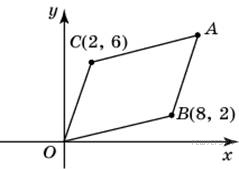 y
A
C(2, 6)
B(8, 2)
O
x